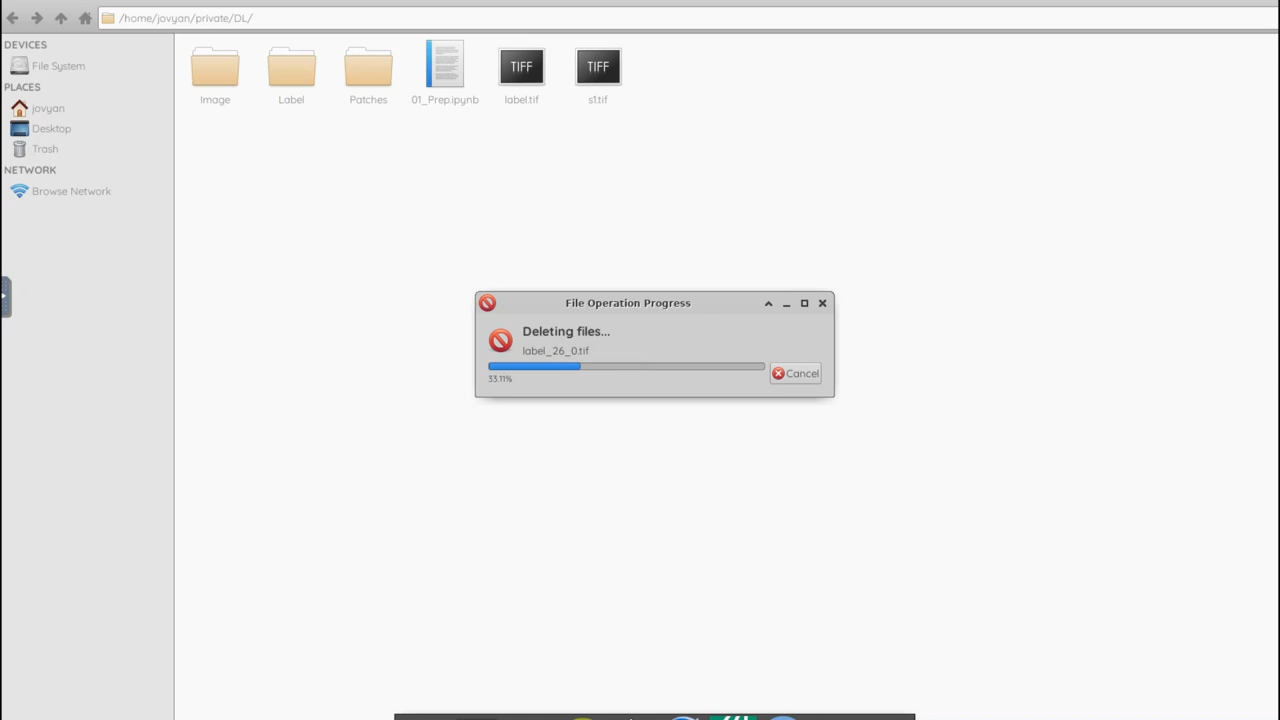 /home/jovyan/private/DL/
DEVICES
File System
PLACES
jovyan
Desktop
Trash
NETWORK
Browse Network
TIFF
TIFF
Image
Label
Patches
01_Prep.ipynb
label.tif
s1.tif
File Operation Progress
Deleting files...
label_26_0.tif
33.11%
Cancel